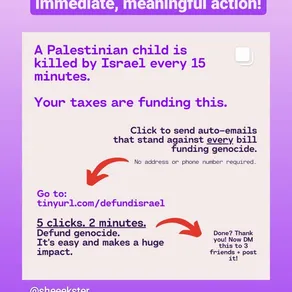 immediate, meaningful action!
A Palestinian child is
killed by Israel every 15
minutes.
Your taxes are funding this.
Click to send auto-emails
that stand against every bill
funding genocide.
No address or phone number required.
Go to:
tinyurl.com/defundisrael
5 clicks. 2 minutes.
Defund genocide.
It's easy and makes a huge
impact.
Done? Thank
you! Now DM
this to 3
friends + post
it!
@sheeekster